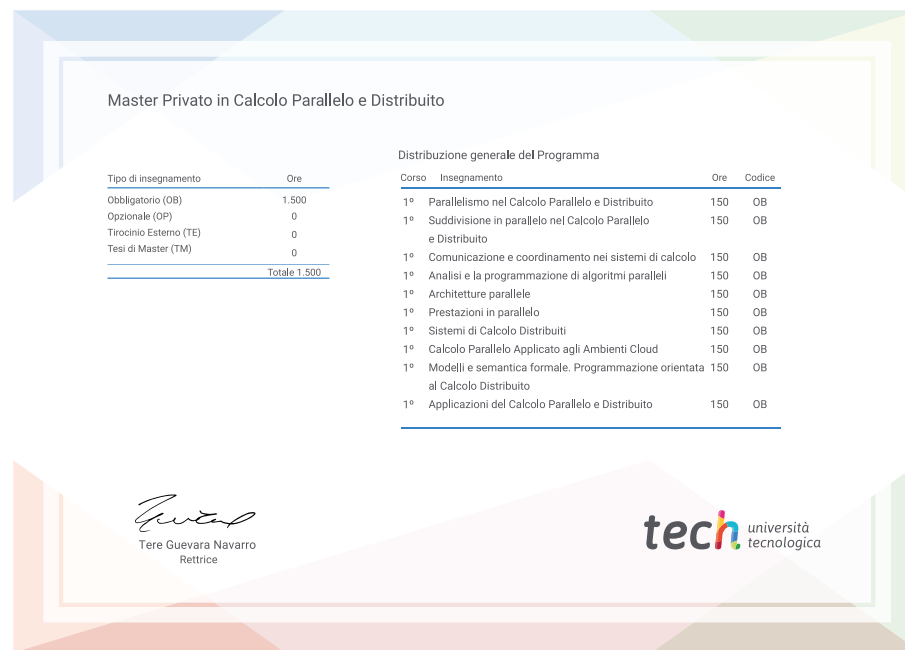 Master Privato in Calcolo Parallelo e Distribuito
Tipo di insegnamento Ore
Obbligatorio (OB) 1.500
Opzionale (OP) 0
Tirocinio Esterno (TE) 0
Tesi di Master (TM) 0
Totale 1.500
Distribuzione generale del Programma
Corso Insegnamento Ore Codice
1º Parallelismo nel Calcolo Parallelo e Distribuito 150 OB
1º Suddivisione in parallelo nel Calcolo Parallelo 150 OB
e Distribuito
1º Comunicazione e coordinamento nei sistemi di calcolo 150 OB
1º Analisi e la programmazione di algoritmi paralleli 150 OB
1º Architetture parallele 150 OB
1º Prestazioni in parallelo 150 OB
1º Sistemi di Calcolo Distribuiti 150 OB
1º Calcolo Parallelo Applicato agli Ambienti Cloud 150 OB
1º Modelli e semantica formale. Programmazione orientata 150 OB
al Calcolo Distribuito
1º Applicazioni del Calcolo Parallelo e Distribuito 150 OB
Tere Guevara Navarro
Rettrice
tech università
tecnologica